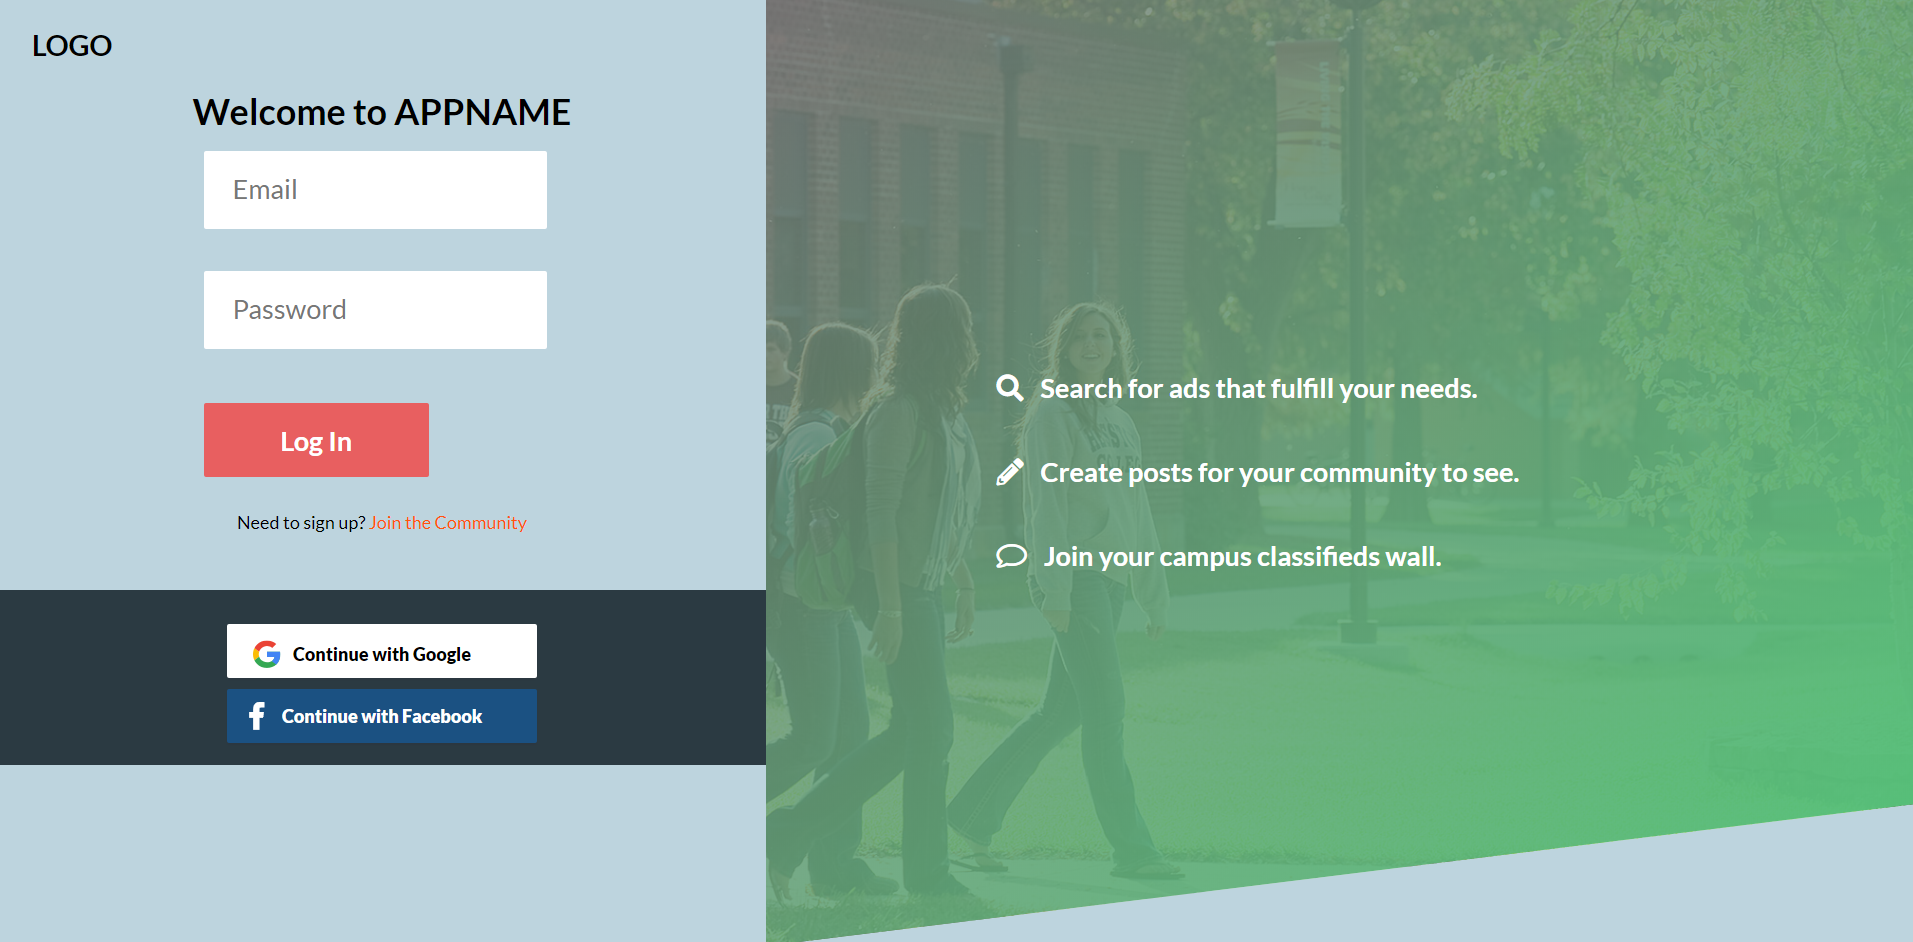 LOGO
Welcome to APPNAME
Email
Password
Log In
Need to sign up? Join the Community
Continue with Google
Continue with Facebook
Search for ads that fulfill your needs.
Create posts for your community to see.
Join your campus classifieds wall.